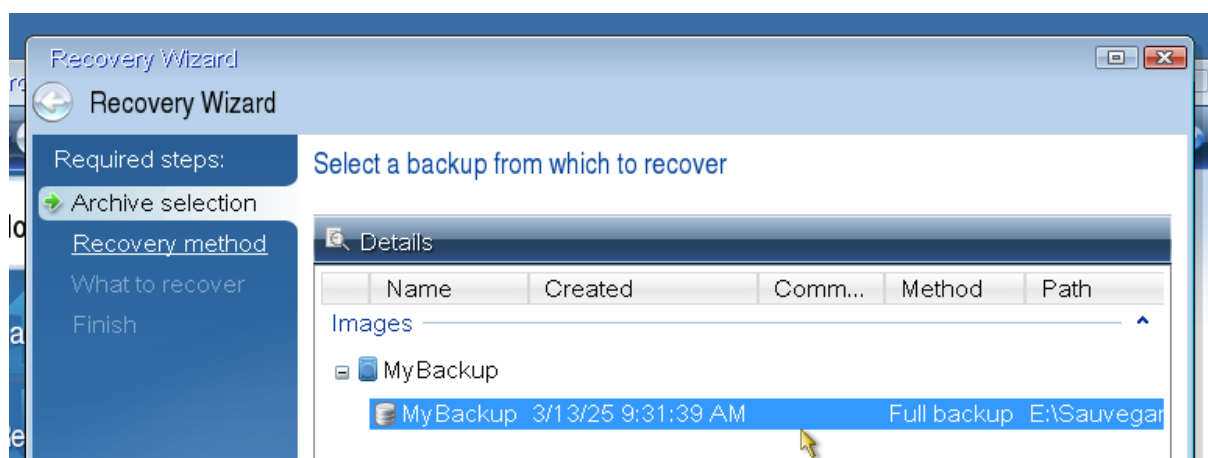 Recovery Wizard
Recovery Wizard
Required steps:
Archive selection
Recovery method
What to recover
Finish
Select a backup from which to recover
Details
Name Created Comm... Method Path
Images
MyBackup
MyBackup 3/13/25 9:31:39 AM Full backup E:\Sauvegar